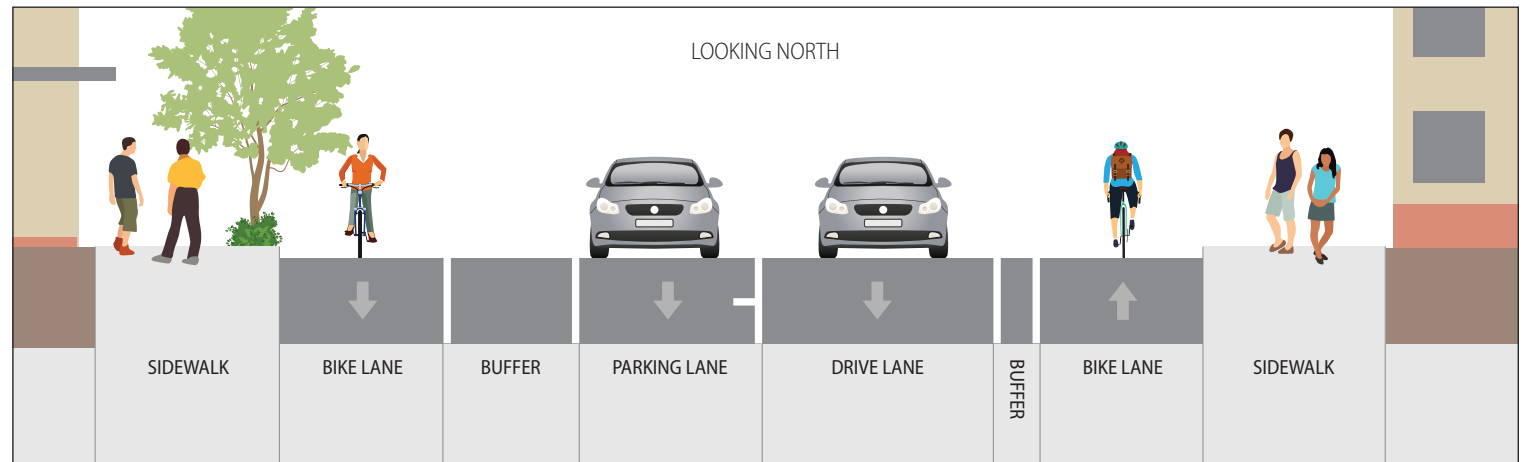 LOOKING NORTH
SIDEWALK
BIKE LANE
BUFFER
PARKING LANE
DRIVE LANE
BUFFER
BIKE LANE
SIDEWALK